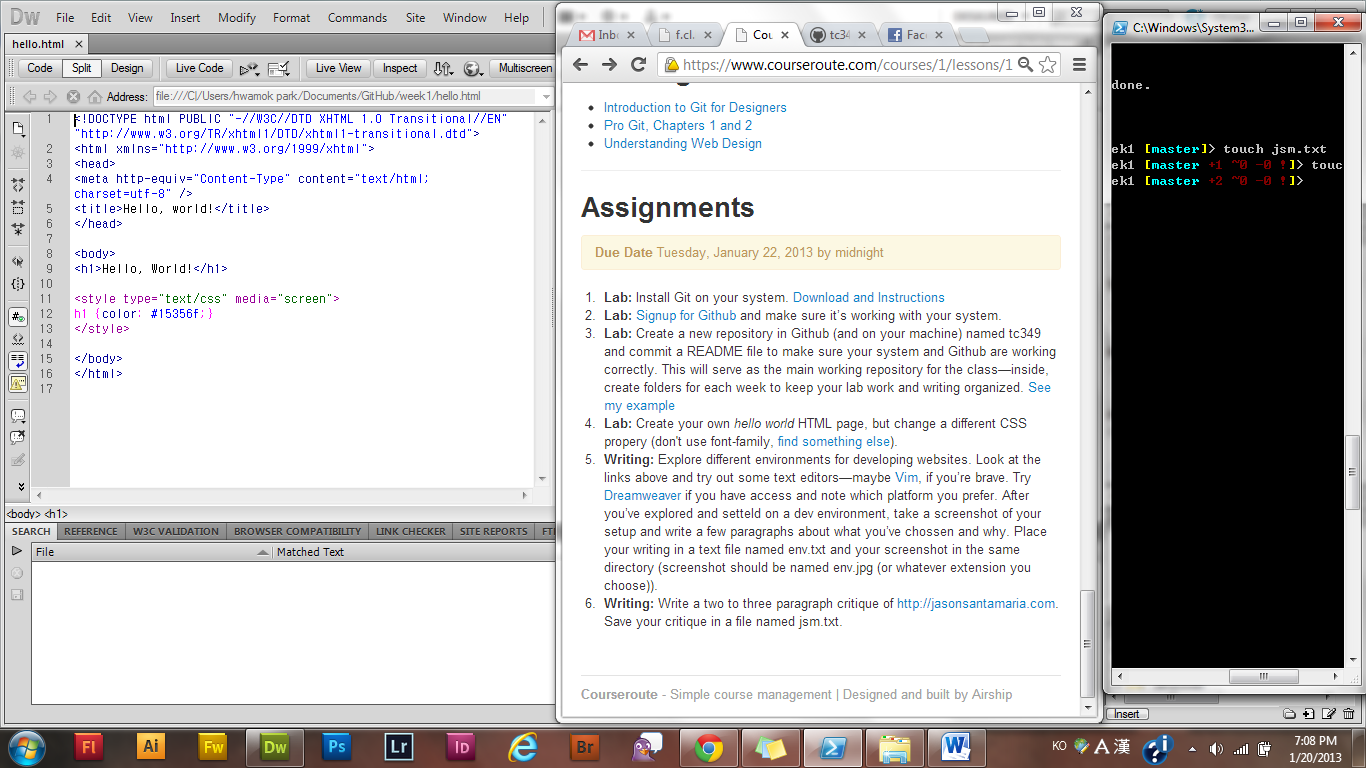 Dw File Edit View Insert Modify Format Commands Site Window Help
hello.html
Code Split Design Live Code Live View Inspect Multiscreen
Address: file:///C|/Users/hwamok park/Documents/GitHub/week1/hello.html
1 <!DOCTYPE html PUBLIC "-//W3C//DTD XHTML 1.0 Transitional//EN"
"http://www.w3.org/TR/xhtml1/DTD/xhtml1-transitional.dtd">
2 <html xmlns="http://www.w3.org/1999/xhtml">
3 <head>
4 <meta http-equiv="Content-Type" content="text/html;
charset=utf-8" />
5 <title>Hello, world!</title>
6 </head>
7
8 <body>
9 <h1>Hello, World!</h1>
10
11 <style type="text/css" media="screen">
12 h1 {color: #15356f;}
13 </style>
14
15 </body>
16 </html>
17
<body> <h1>
SEARCH REFERENCE W3C VALIDATION BROWSER COMPATIBILITY LINK CHECKER SITE REPORTS FT
File Matched Text
Inb f.cl. Cou tc34 Fac
https://www.courseroute.com/courses/1/lessons/1
Introduction to Git for Designers
Pro Git, Chapters 1 and 2
Understanding Web Design
Assignments
Due Date Tuesday, January 22, 2013 by midnight
1. Lab: Install Git on your system. Download and Instructions
2. Lab: Signup for Github and make sure it's working with your system.
3. Lab: Create a new repository in Github (and on your machine) named tc349
and commit a README file to make sure your system and Github are working
correctly. This will serve as the main working repository for the class—inside,
create folders for each week to keep your lab work and writing organized. See
my example
4. Lab: Create your own hello world HTML page, but change a different CSS
propery (don't use font-family, find something else).
5. Writing: Explore different environments for developing websites. Look at the
links above and try out some text editors—maybe Vim, if you're brave. Try
Dreamweaver if you have access and note which platform you prefer. After
you've explored and setteld on a dev environment, take a screenshot of your
setup and write a few paragraphs about what you've chossen and why. Place
your writing in a text file named env.txt and your screenshot in the same
directory (screenshot should be named env.jpg (or whatever extension you
choose)).
6. Writing: Write a two to three paragraph critique of http://jasonsantamaria.com.
Save your critique in a file named jsm.txt.
Courseroute - Simple course management | Designed and built by Airship
C:\Windows\System3...
done.
ek1 [master]> touch jsm.txt
ek1 [master +1 ~0 -0 !]> touc
ek1 [master +2 ~0 -0 !]>
Insert
Fl Ai Fw Dw Ps Lr Id Br W
KO A 漢
7:08 PM
1/20/2013